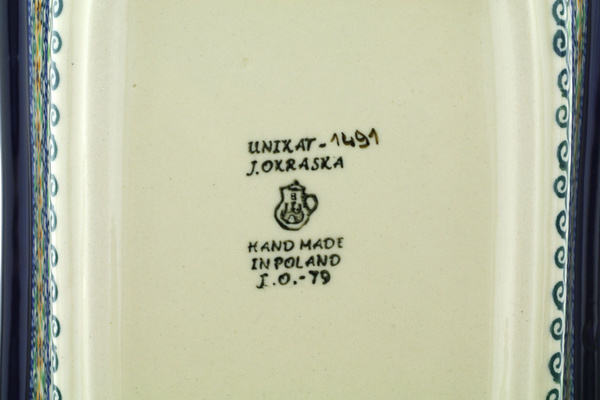 UNIKAT-1491
J.OKRASKA
HAND MADE
IN POLAND
J.O.-79